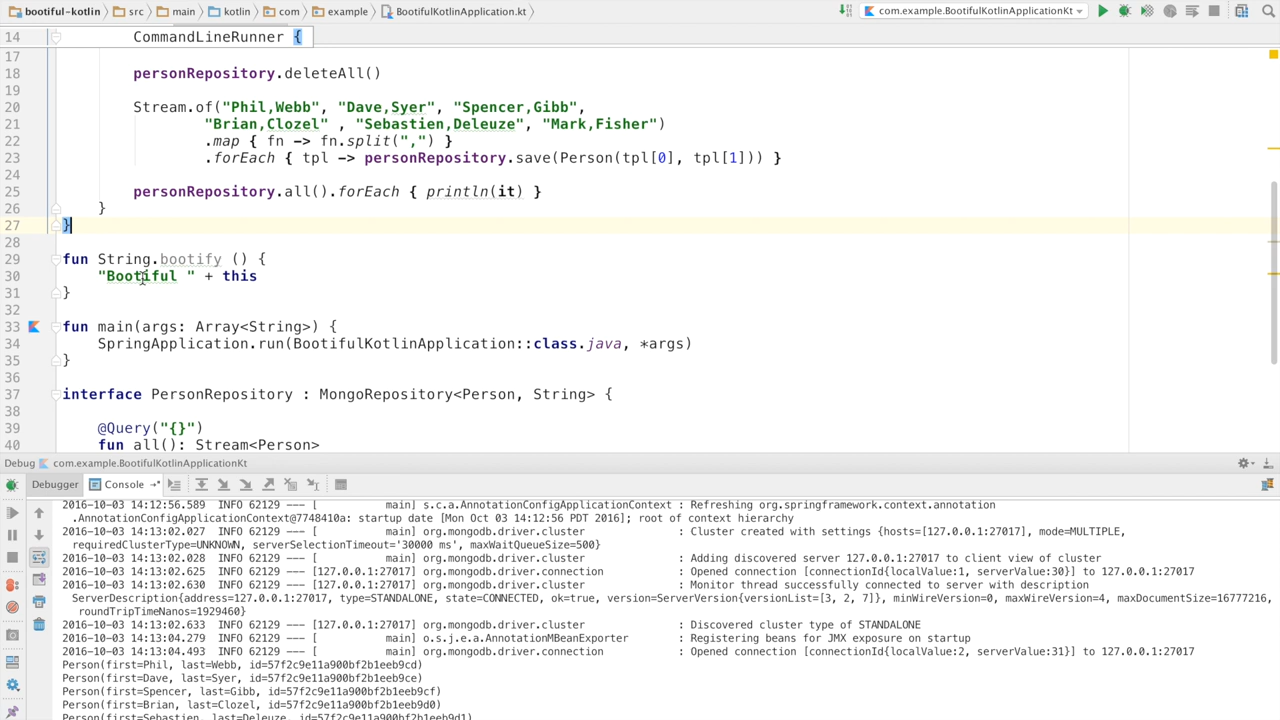 bootiful-kotlin src main kotlin com example BootifulKotlinApplication.kt com.example.BootifulKotlinApplicationKt
14 CommandLineRunner {
17
18 personRepository.deleteAll()
19
20 Stream.of("Phil,Webb", "Dave,Syer", "Spencer,Gibb",
21 "Brian,Clozel" , "Sebastien,Deleuze", "Mark,Fisher")
22 .map { fn -> fn.split(",") }
23 .forEach { tpl -> personRepository.save(Person(tpl[0], tpl[1])) }
24
25 personRepository.all().forEach { println(it) }
26 }
27 }
28
29 fun String.bootify () {
30 "Bootiful " + this
31 }
32
33 fun main(args: Array<String>) {
34 SpringApplication.run(BootifulKotlinApplication::class.java, *args)
35 }
36
37 interface PersonRepository : MongoRepository<Person, String> {
38
39 @Query("{}")
40 fun all(): Stream<Person>
Debug com.example.BootifulKotlinApplicationKt
Debugger Console
2016-10-03 14:12:56.589 INFO 62129 --- [ main] s.c.a.AnnotationConfigApplicationContext : Refreshing org.springframework.context.annotation
.AnnotationConfigApplicationContext@7748410a: startup date [Mon Oct 03 14:12:56 PDT 2016]; root of context hierarchy
2016-10-03 14:13:02.027 INFO 62129 --- [ main] org.mongodb.driver.cluster : Cluster created with settings {hosts=[127.0.0.1:27017], mode=MULTIPLE,
requiredClusterType=UNKNOWN, serverSelectionTimeout='30000 ms', maxWaitQueueSize=500}
2016-10-03 14:13:02.028 INFO 62129 --- [ main] org.mongodb.driver.cluster : Adding discovered server 127.0.0.1:27017 to client view of cluster
2016-10-03 14:13:02.625 INFO 62129 --- [127.0.0.1:27017] org.mongodb.driver.connection : Opened connection [connectionId{localValue:1, serverValue:30}] to 127.0.0.1:27017
2016-10-03 14:13:02.630 INFO 62129 --- [127.0.0.1:27017] org.mongodb.driver.cluster : Monitor thread successfully connected to server with description
ServerDescription{address=127.0.0.1:27017, type=STANDALONE, state=CONNECTED, ok=true, version=ServerVersion{versionList=[3, 2, 7]}, minWireVersion=0, maxWireVersion=4, maxDocumentSize=16777216,
roundTripTimeNanos=1929460}
2016-10-03 14:13:02.633 INFO 62129 --- [127.0.0.1:27017] org.mongodb.driver.cluster : Discovered cluster type of STANDALONE
2016-10-03 14:13:04.279 INFO 62129 --- [ main] o.s.j.e.a.AnnotationMBeanExporter : Registering beans for JMX exposure on startup
2016-10-03 14:13:04.493 INFO 62129 --- [ main] org.mongodb.driver.connection : Opened connection [connectionId{localValue:2, serverValue:31}] to 127.0.0.1:27017
Person(first=Phil, last=Webb, id=57f2c9e11a900bf2b1eeb9cd)
Person(first=Dave, last=Syer, id=57f2c9e11a900bf2b1eeb9ce)
Person(first=Spencer, last=Gibb, id=57f2c9e11a900bf2b1eeb9cf)
Person(first=Brian, last=Clozel, id=57f2c9e11a900bf2b1eeb9d0)
Person(first=Sebastien, last=Deleuze, id=57f2c9e11a900bf2b1eeb9d1)